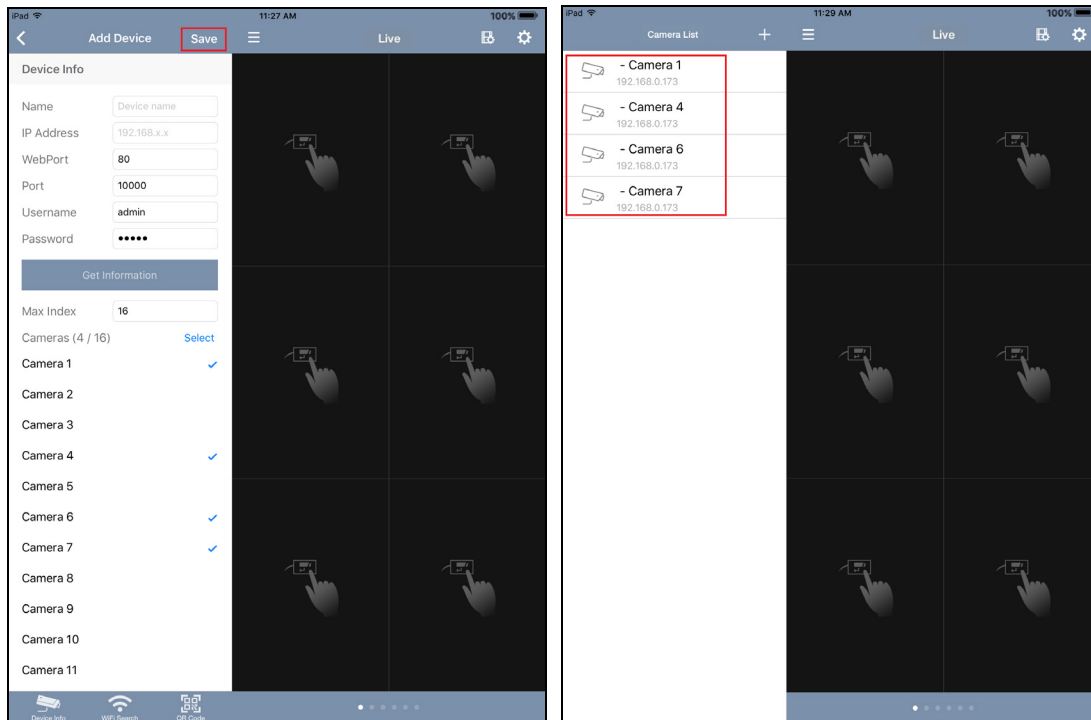 iPad 11:27 AM 100%
Add Device Save Live
Device Info
Name Device name
IP Address 192.168.x.x
WebPort 80
Port 10000
Username admin
Password •••••
Get Information
Max Index 16
Cameras (4 / 16) Select
Camera 1
Camera 2
Camera 3
Camera 4
Camera 5
Camera 6
Camera 7
Camera 8
Camera 9
Camera 10
Camera 11
Device Info WiFi Search QR Code
iPad 11:29 AM 100%
Camera List + Live
- Camera 1
192.168.0.173
- Camera 4
192.168.0.173
- Camera 6
192.168.0.173
- Camera 7
192.168.0.173